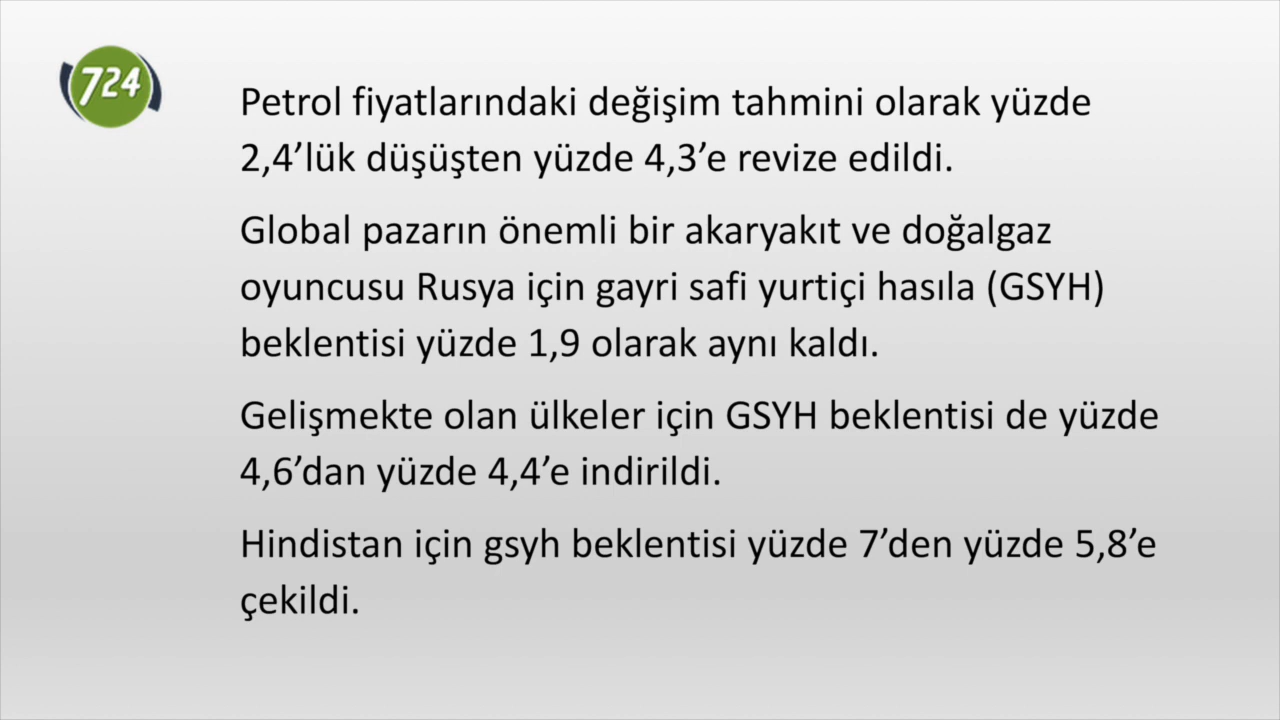 724
Petrol fiyatlarındaki değişim tahmini olarak yüzde
2,4’lük düşüşten yüzde 4,3’e revize edildi.
Global pazarın önemli bir akaryakıt ve doğalgaz
oyuncusu Rusya için gayri safi yurtiçi hasıla (GSYH)
beklentisi yüzde 1,9 olarak aynı kaldı.
Gelişmekte olan ülkeler için GSYH beklentisi de yüzde
4,6’dan yüzde 4,4’e indirildi.
Hindistan için gsyh beklentisi yüzde 7’den yüzde 5,8’e
çekildi.